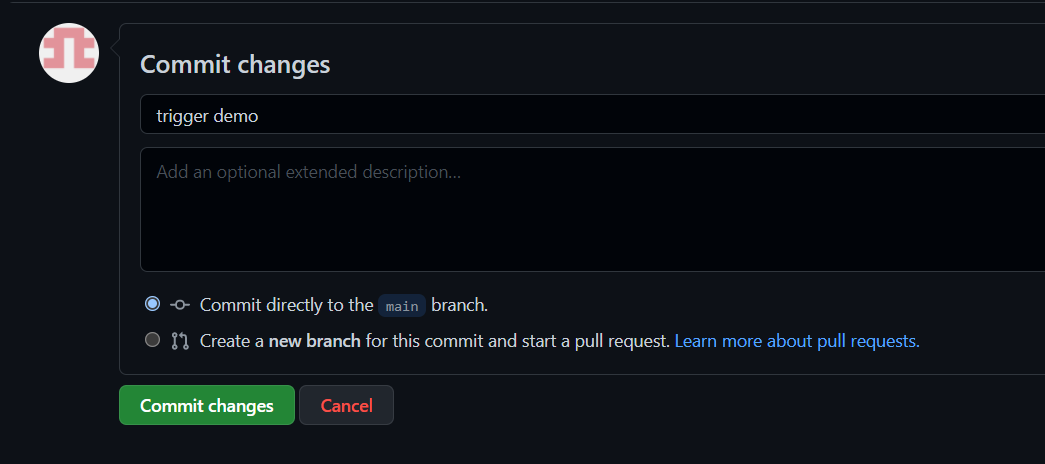 Commit changes
trigger demo
Add an optional extended description...
Commit directly to the main branch.
Create a new branch for this commit and start a pull request. Learn more about pull requests.
Commit changes Cancel